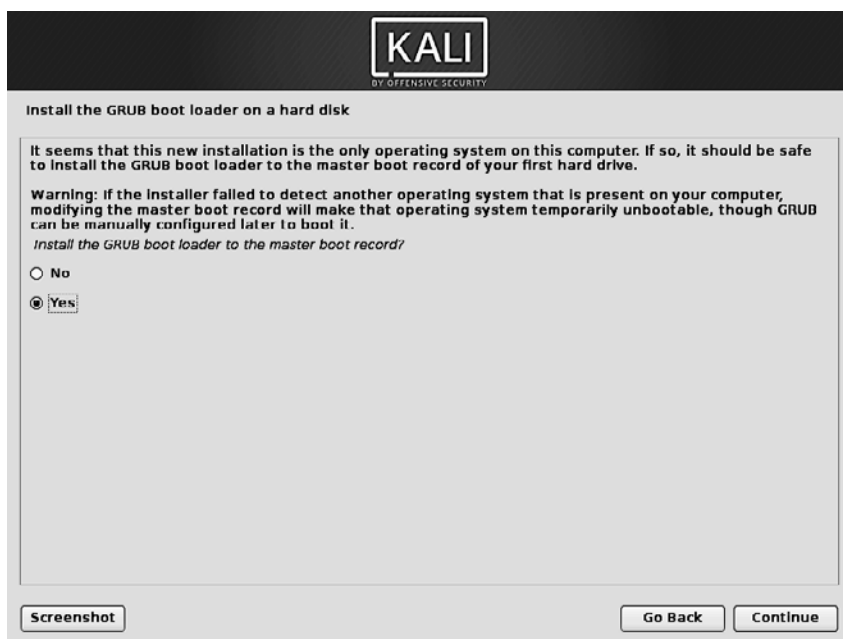 KALI
BY OFFENSIVE SECURITY
Install the GRUB boot loader on a hard disk
It seems that this new installation is the only operating system on this computer. If so, it should be safe
to install the GRUB boot loader to the master boot record of your first hard drive.
Warning: If the installer failed to detect another operating system that is present on your computer,
modifying the master boot record will make that operating system temporarily unbootable, though GRUB
can be manually configured later to boot it.
Install the GRUB boot loader to the master boot record?
No
Yes
Screenshot
Go Back
Continue